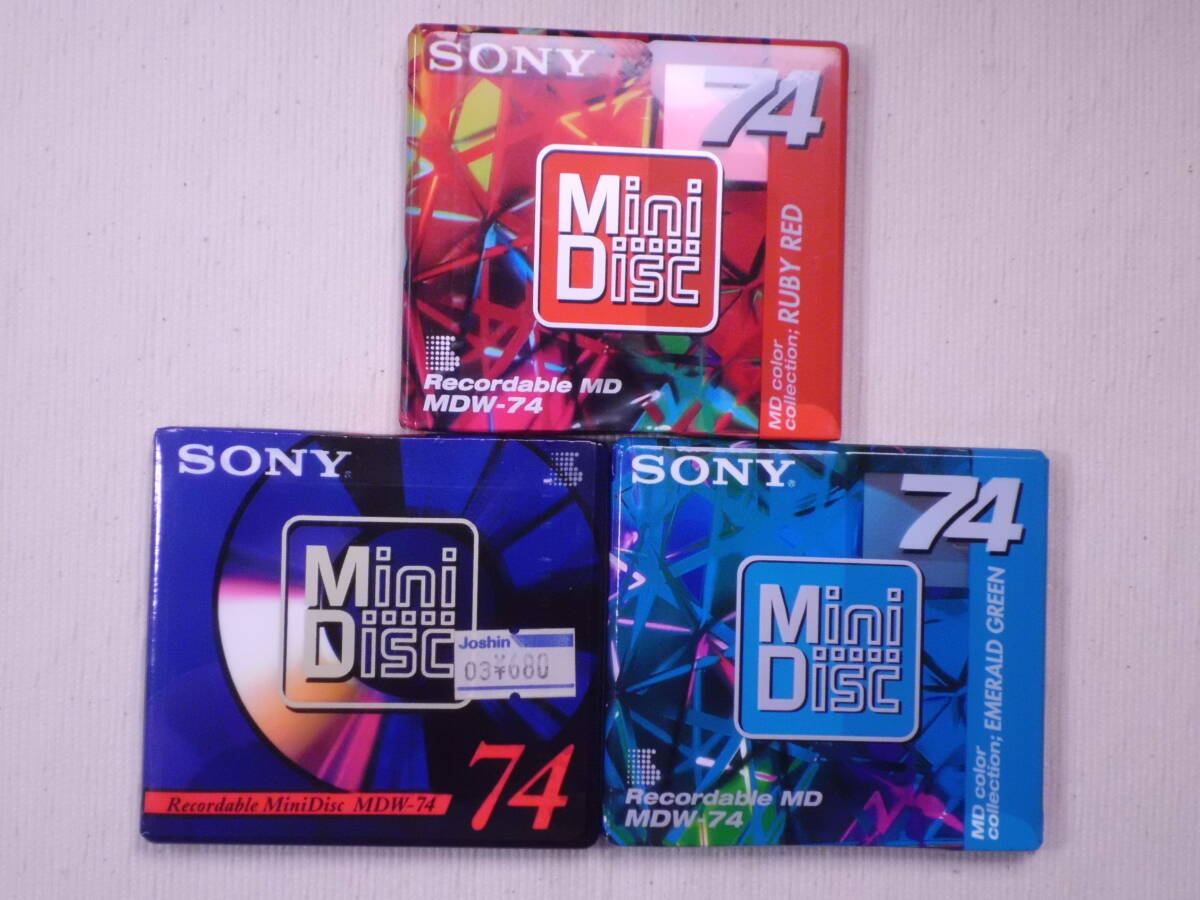 SONY
74
Mini
Disc
Recordable MD
MDW-74
MD color
collection; RUBY RED
SONY
Mini
Disc
Joshin
03 ¥680
Recordable MiniDisc MDW-74
74
SONY
74
Mini
Disc
Recordable MD
MDW-74
MD color
collection; EMERALD GREEN